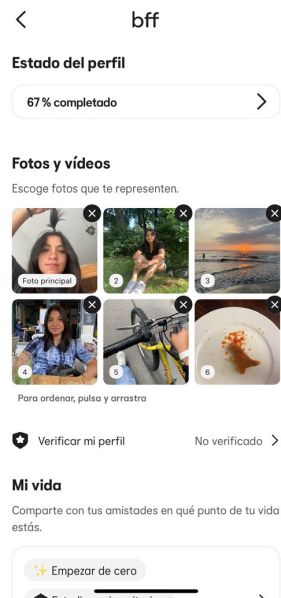 bff
Estado del perfil
67 % completado
Fotos y vídeos
Escoge fotos que te representen.
Foto principal
2
3
4
5
6
Para ordenar, pulsa y arrastra
Verificar mi perfil No verificado
Mi vida
Comparte con tus amistades en qué punto de tu vida
estás.
✨ Empezar de cero